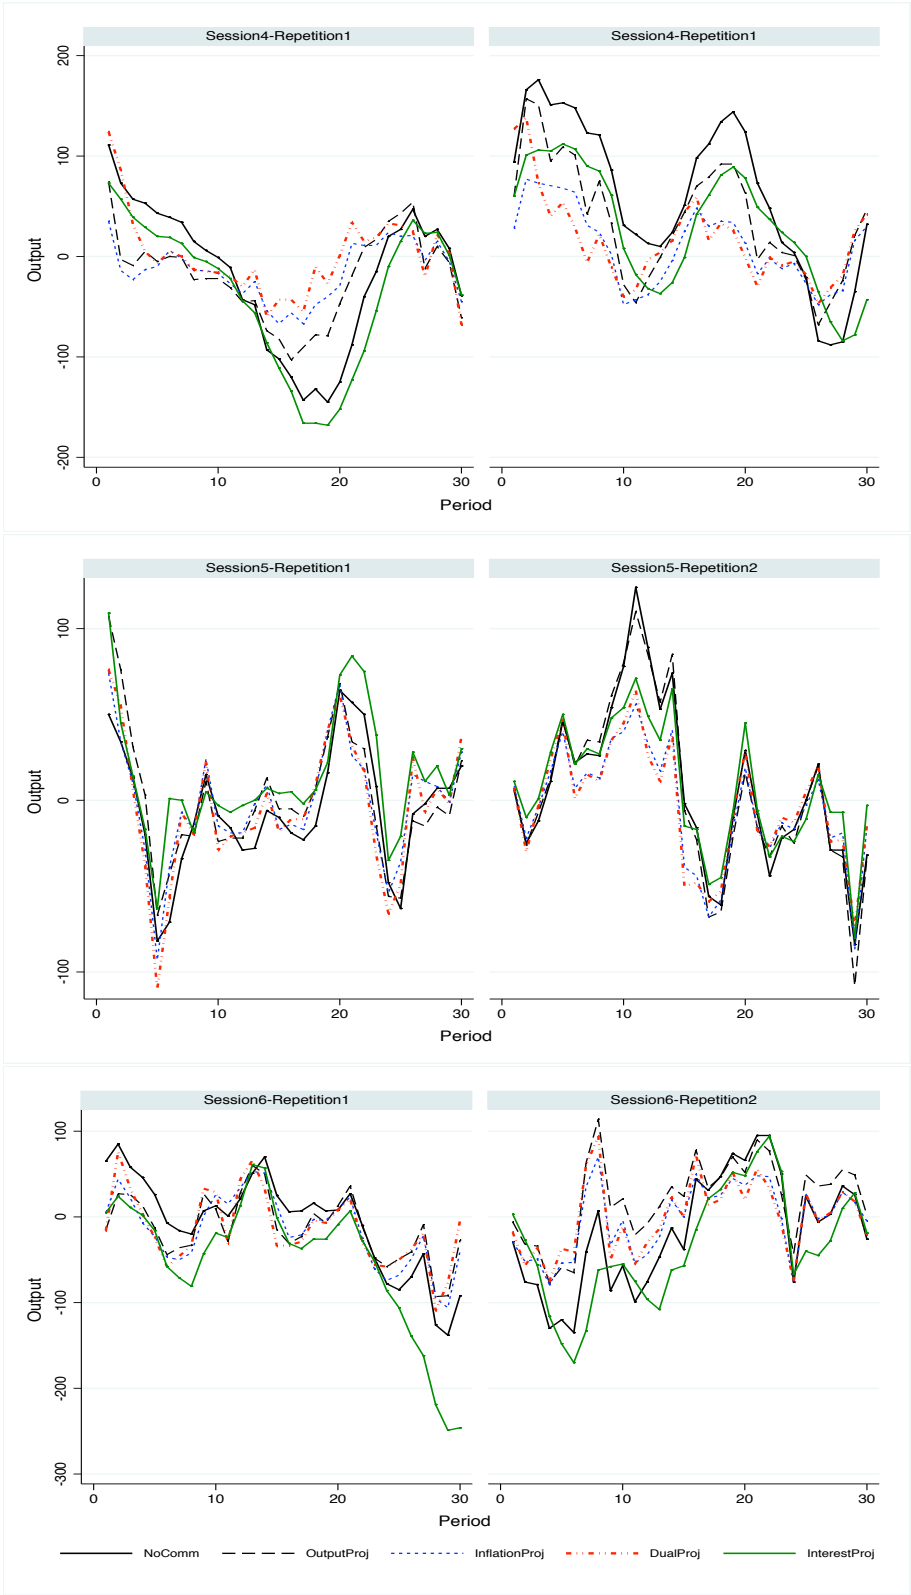 Session4-Repetition1 Session4-Repetition1
200
100
0
-100
-200
Output
0 10 20 30 0 10 20 30
Period
Session5-Repetition1 Session5-Repetition2
100
0
-100
Output
0 10 20 30 0 10 20 30
Period
Session6-Repetition1 Session6-Repetition2
100
0
-100
-200
-300
Output
0 10 20 30 0 10 20 30
Period
NoComm OutputProj InflationProj DualProj InterestProj